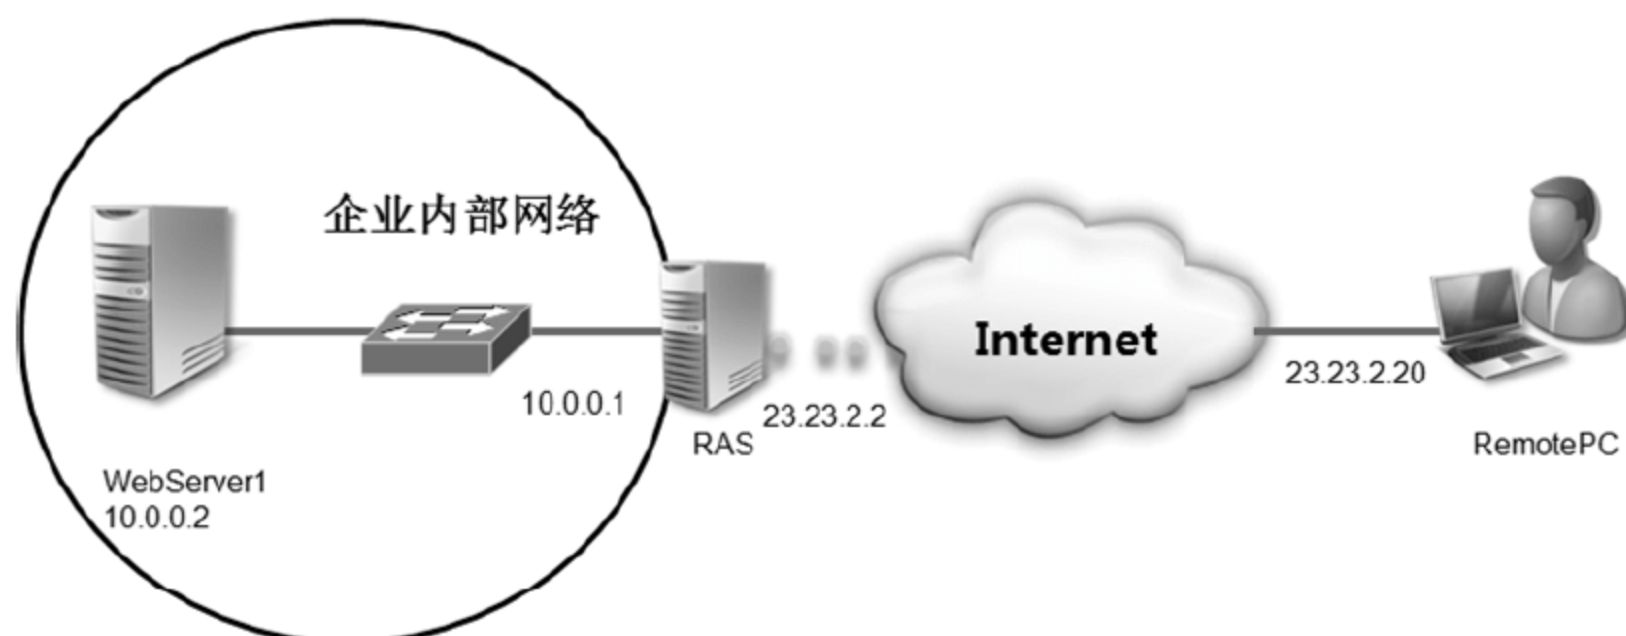 企业内部网络
Internet
10.0.0.1
23.23.2.2
23.23.2.20
RAS
RemotePC
WebServer1
10.0.0.2